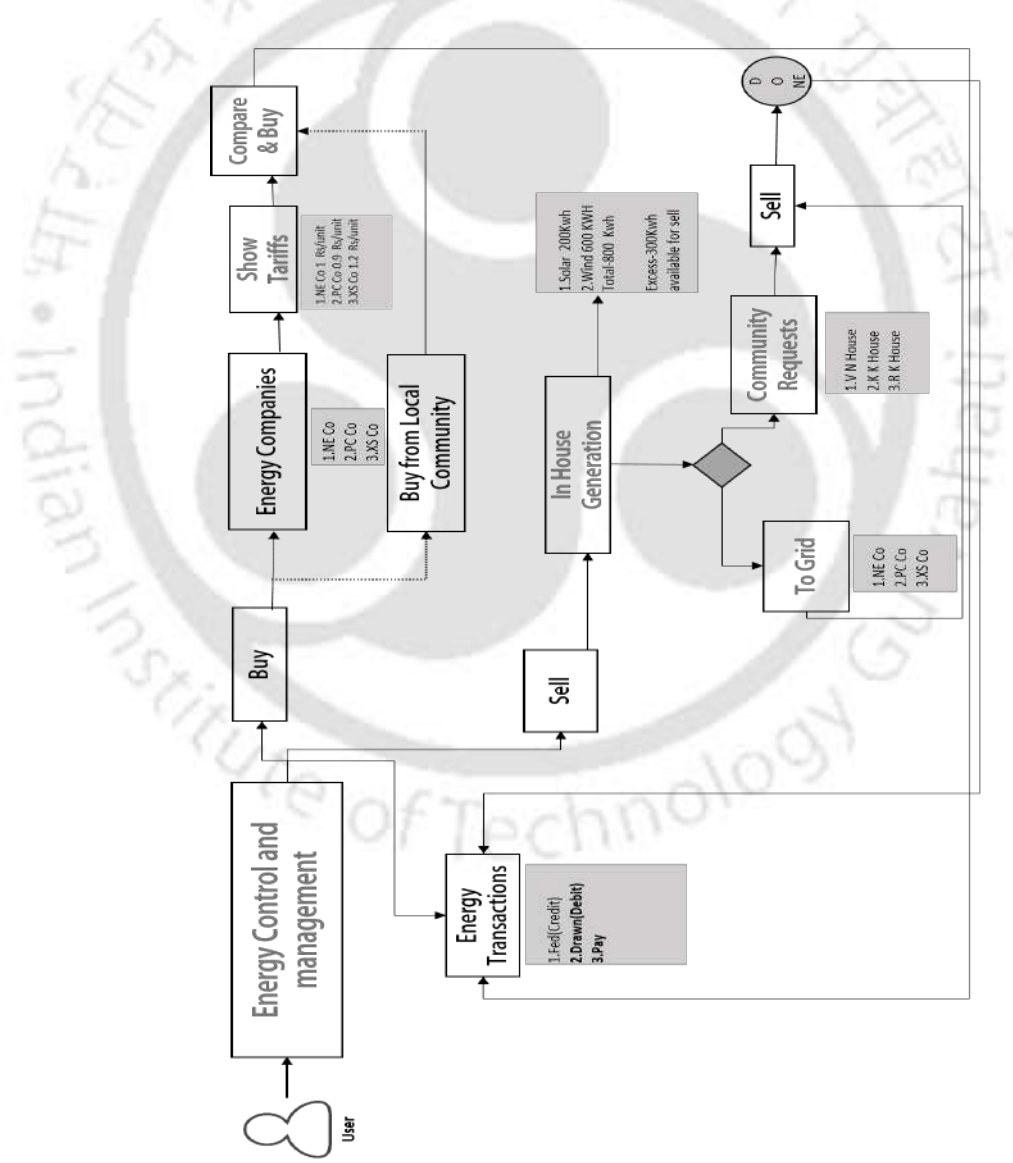 User
Energy Control and
management
Buy
Energy Companies
1.NE Co
2.PC Co
3.XS Co
Show
Tariffs
1.NE Co 1 Rs/unit
2.PC Co 0.9 Rs/unit
3.XS Co 1.2 Rs/unit
Compare
& Buy
Buy from Local
Community
Energy
Transactions
1.Fed(Credit)
2.Drawn(Debit)
3.Pay
Sell
In House
Generation
1.Solar 200Kwh
2.Wind 600 KWH
Total-800 Kwh
Excess-300Kwh
available for sell
To Grid
1.NE Co
2.PC Co
3.XS Co
Community
Requests
1.V N House
2.K K House
3.R K House
Sell
D
O
NE
भारतीय
गुवाहाटी
Indian Institute of Technology Guwahati